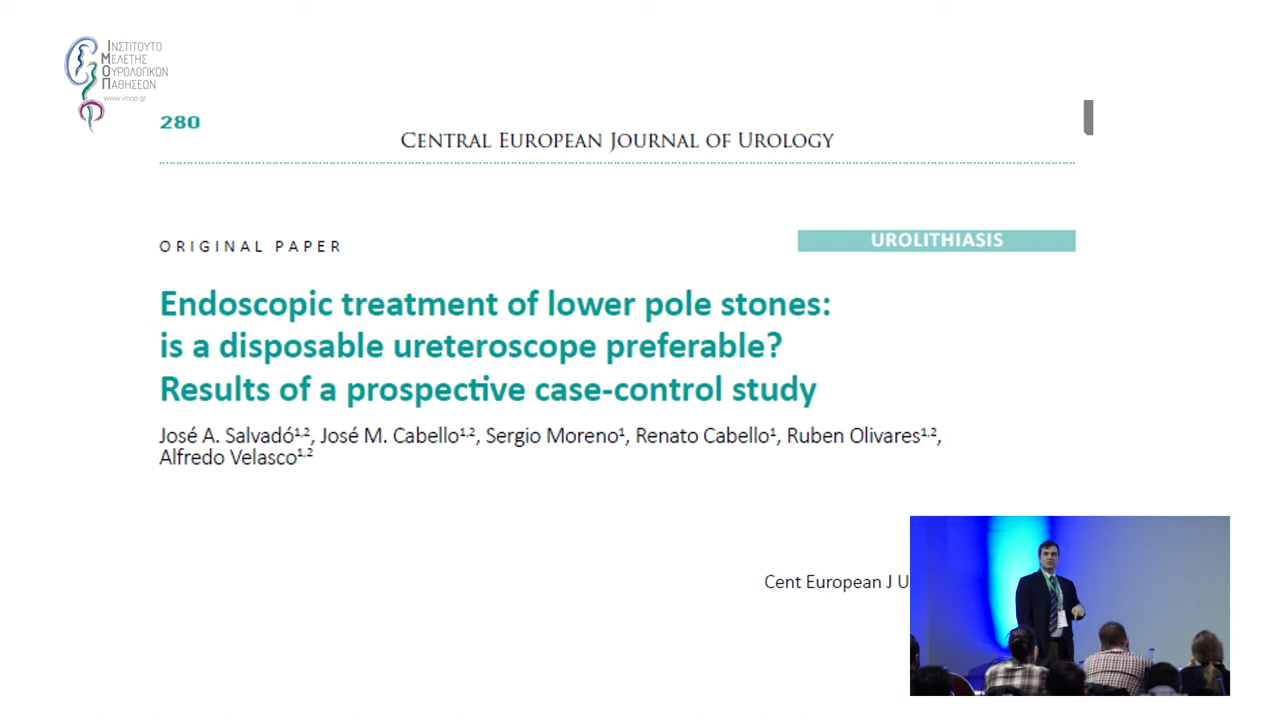 ΙΝΣΤΙΤΟΥΤΟ
ΜΕΛΕΤΗΣ
ΟΥΡΟΛΟΓΙΚΩΝ
ΠΑΘΗΣΕΩΝ
www.imop.gr
280
CENTRAL EUROPEAN JOURNAL OF UROLOGY
ORIGINAL PAPER
UROLITHIASIS
Endoscopic treatment of lower pole stones:
is a disposable ureteroscope preferable?
Results of a prospective case-control study
José A. Salvadó¹,², José M. Cabello¹,², Sergio Moreno¹, Renato Cabello¹, Ruben Olivares¹,²,
Alfredo Velasco¹,²
Cent European J U